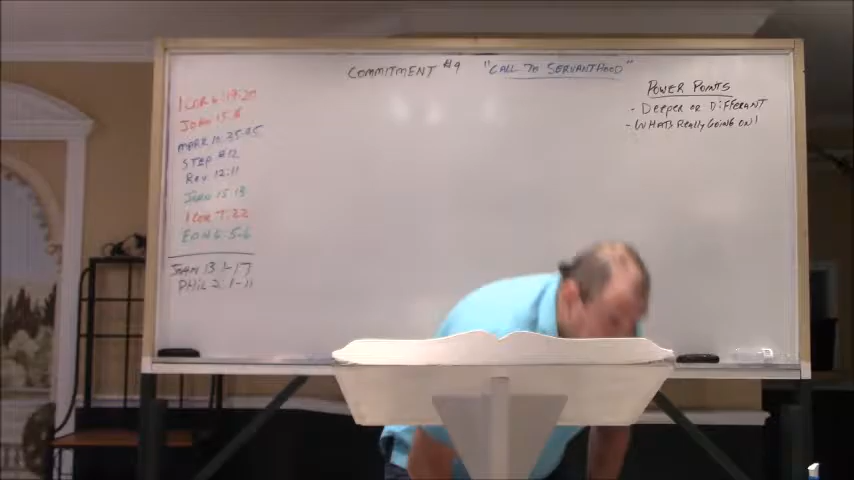 COMMITMENT #9 "CALL TO SERVANTHOOD"
POWER POINTS
- DEEPER OR DIFFERANT
- WHATS REALLY GOING ON!
1 COR 6:19-20
JOHN 15:8
MARK 10:35-45
STEP #12
REV 12:11
JOHN 15:13
1 COR 7:22
EPH 6:5-6
JOHN 13:1-17
PHIL 2:1-11